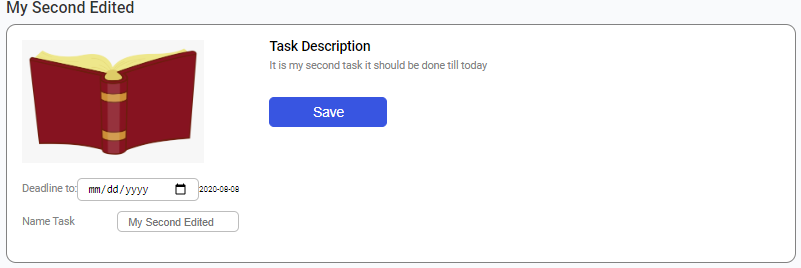 My Second Edited
Task Description
It is my second task it should be done till today
Save
Deadline to: mm/dd/yyyy 2020-08-08
Name Task My Second Edited